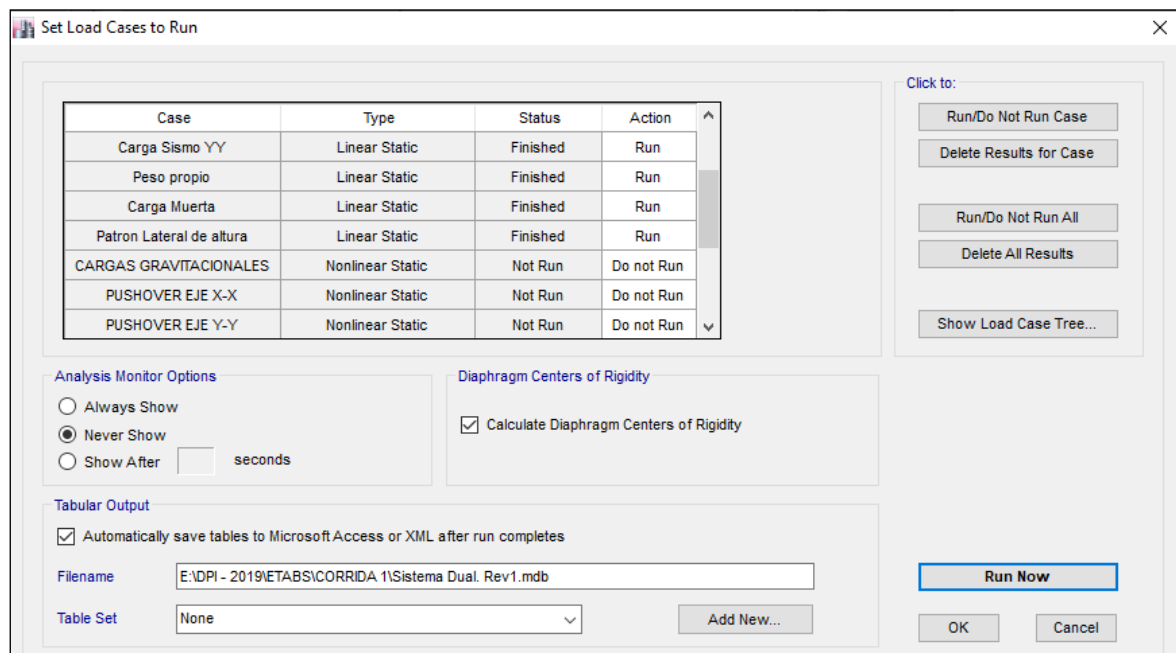 Set Load Cases to Run
Click to:
Case Type Status Action
Carga Sismo YY Linear Static Finished Run
Peso propio Linear Static Finished Run
Carga Muerta Linear Static Finished Run
Patron Lateral de altura Linear Static Finished Run
CARGAS GRAVITACIONALES Nonlinear Static Not Run Do not Run
PUSHOVER EJE X-X Nonlinear Static Not Run Do not Run
PUSHOVER EJE Y-Y Nonlinear Static Not Run Do not Run
Run/Do Not Run Case
Delete Results for Case
Run/Do Not Run All
Delete All Results
Show Load Case Tree...
Analysis Monitor Options
Always Show
Never Show
Show After seconds
Diaphragm Centers of Rigidity
Calculate Diaphragm Centers of Rigidity
Tabular Output
Automatically save tables to Microsoft Access or XML after run completes
Filename E:\DPI - 2019\ETABS\CORRIDA 1\Sistema Dual. Rev1.mdb
Table Set None Add New...
Run Now
OK Cancel